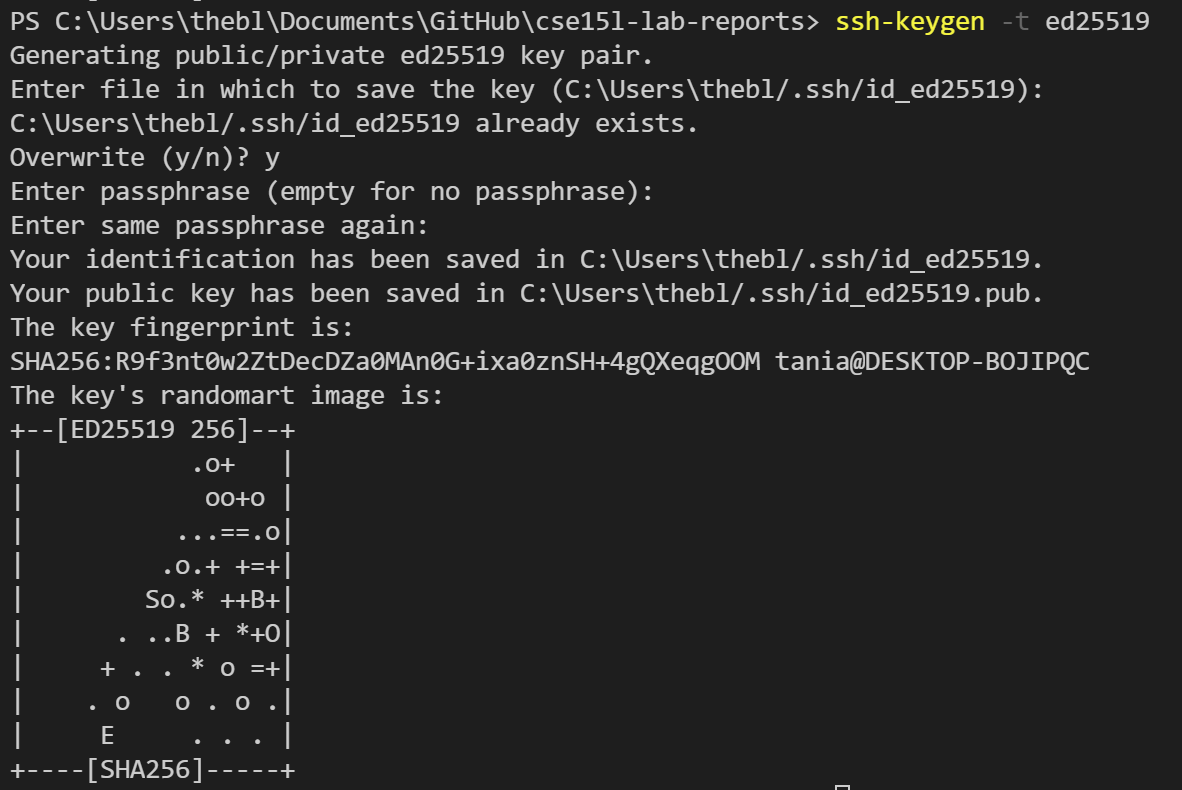 PS C:\Users\thebl\Documents\GitHub\cse15l-lab-reports> ssh-keygen -t ed25519
Generating public/private ed25519 key pair.
Enter file in which to save the key (C:\Users\thebl/.ssh/id_ed25519):
C:\Users\thebl/.ssh/id_ed25519 already exists.
Overwrite (y/n)? y
Enter passphrase (empty for no passphrase):
Enter same passphrase again:
Your identification has been saved in C:\Users\thebl/.ssh/id_ed25519.
Your public key has been saved in C:\Users\thebl/.ssh/id_ed25519.pub.
The key fingerprint is:
SHA256:R9f3nt0w2ZtDecDZa0MAn0G+ixa0znSH+4gQXeqgOOM tania@DESKTOP-BOJIPQC
The key's randomart image is:
+--[ED25519 256]--+
|           .o+   |
|            oo+o |
|          ...==.o|
|         .o.+ +=+|
|        So.* ++B+|
|      . ..B + *+O|
|     + . . * o =+|
|    . o   o . o .|
|     E     . . . |
+----[SHA256]-----+